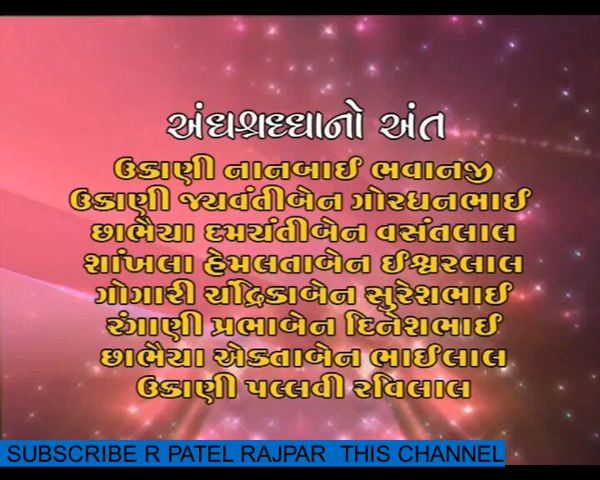 અંધશ્રધ્ધાનો અંત
ઉકાણી નાનબાઈ ભવાનજી
ઉકાણી જયવંતીબેન ગોરધનભાઈ
છાભૈયા દમયંતીબેન વસંતલાલ
શાંખલા હેમલતાબેન ઈશ્વરલાલ
ગોગારી ચંદ્રિકાબેન સુરેશભાઈ
રંગાણી પ્રભાબેન દિનેશભાઈ
છાભૈયા એકતાબેન ભાઈલાલ
ઉકાણી પલ્લવી રવિલાલ
SUBSCRIBE R PATEL RAJPAR THIS CHANNEL